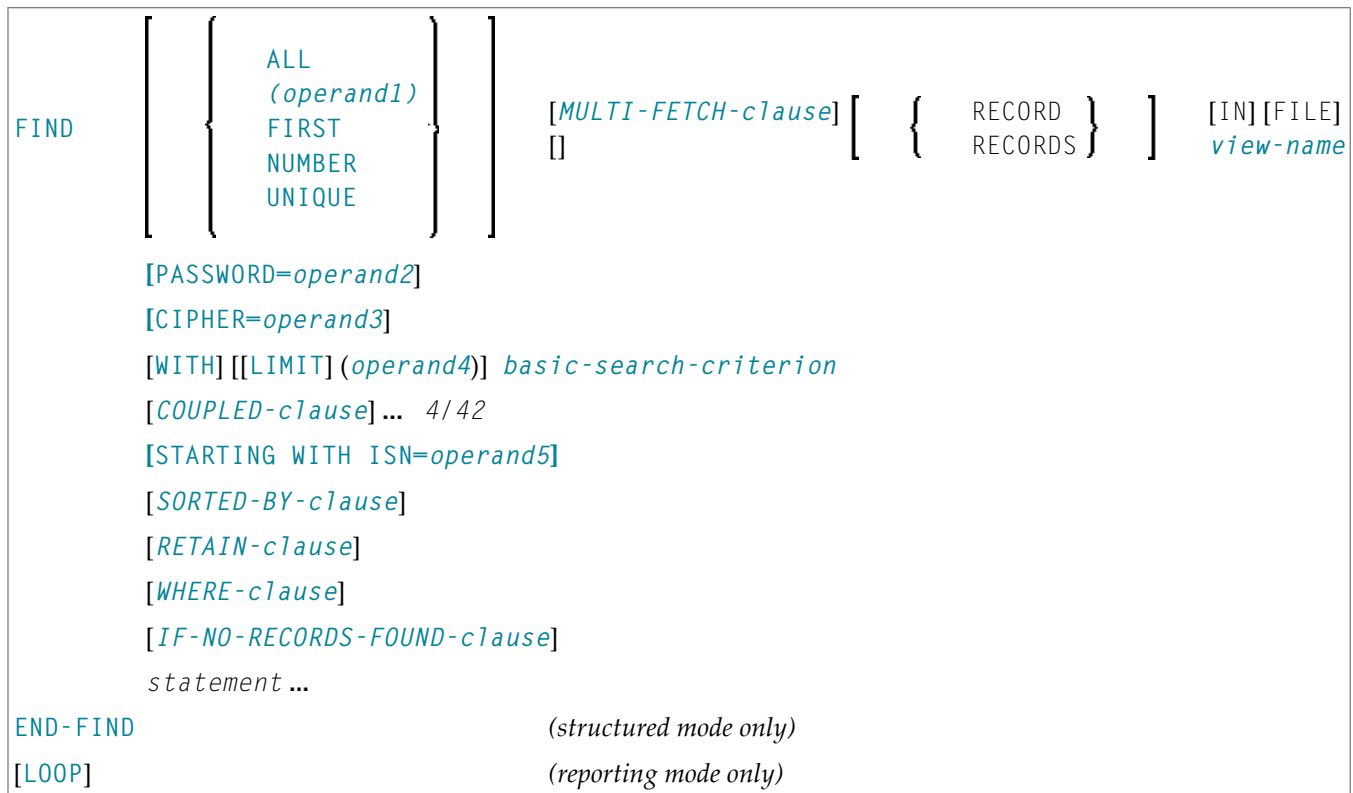 ALL
(operand1)
FIRST
NUMBER
UNIQUE
FIND [ { } ] [MULTI-FETCH-clause] [ { RECORD } ] [IN] [FILE]
[] RECORDS view-name
[PASSWORD=operand2]
[CIPHER=operand3]
[WITH] [[LIMIT] (operand4)] basic-search-criterion
[COUPLED-clause] ... 4/42
[STARTING WITH ISN=operand5]
[SORTED-BY-clause]
[RETAIN-clause]
[WHERE-clause]
[IF-NO-RECORDS-FOUND-clause]
statement ...
END-FIND (structured mode only)
[LOOP] (reporting mode only)